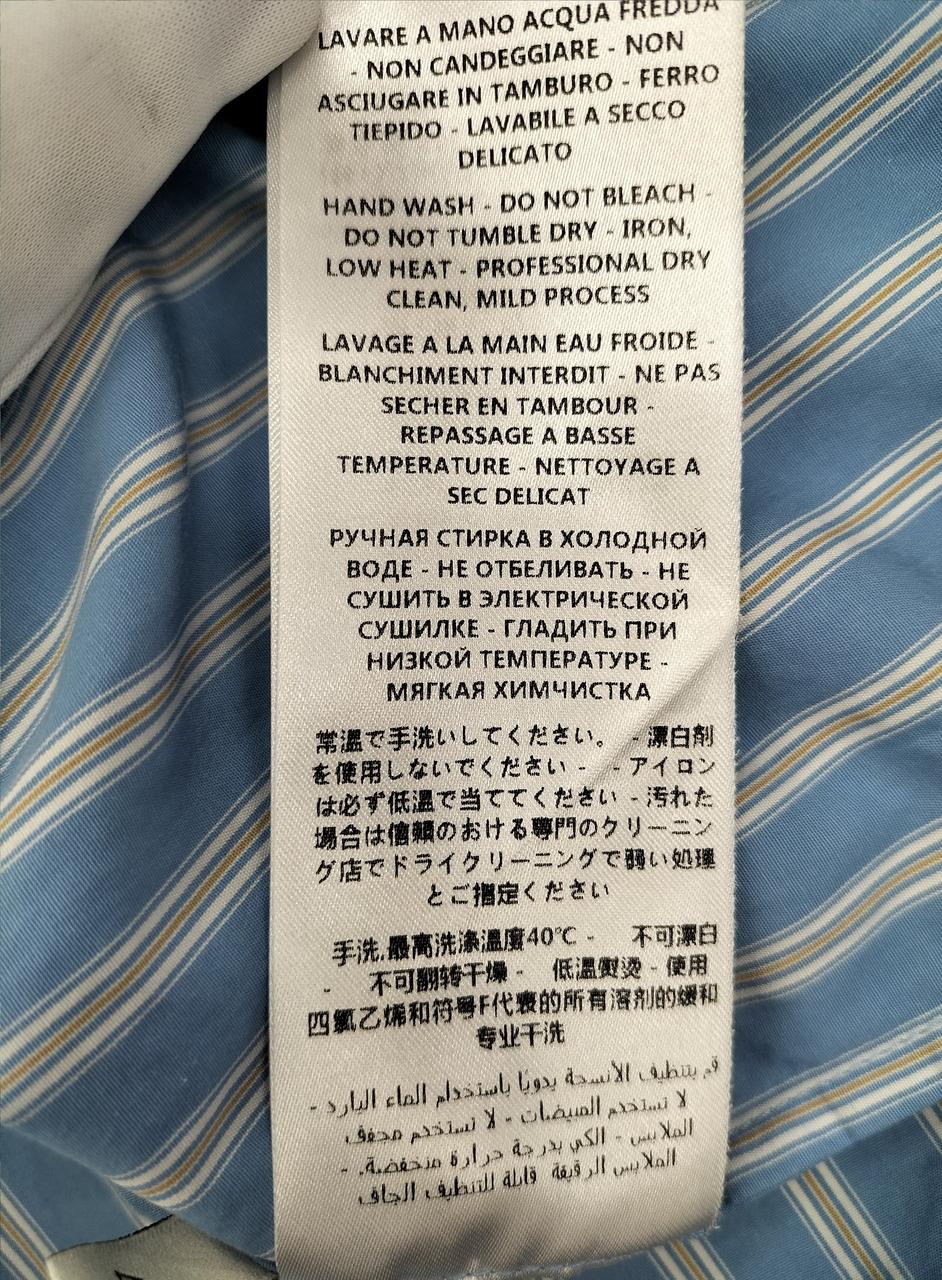 LAVARE A MANO ACQUA FREDDA
- NON CANDEGGIARE - NON
ASCIUGARE IN TAMBURO - FERRO
TIEPIDO - LAVABILE A SECCO
DELICATO
HAND WASH - DO NOT BLEACH -
DO NOT TUMBLE DRY - IRON,
LOW HEAT - PROFESSIONAL DRY
CLEAN, MILD PROCESS
LAVAGE A LA MAIN EAU FROIDE -
BLANCHIMENT INTERDIT - NE PAS
SECHER EN TAMBOUR -
REPASSAGE A BASSE
TEMPERATURE - NETTOYAGE A
SEC DELICAT
РУЧНАЯ СТИРКА В ХОЛОДНОЙ
ВОДЕ - НЕ ОТБЕЛИВАТЬ - НЕ
СУШИТЬ В ЭЛЕКТРИЧЕСКОЙ
СУШИЛКЕ - ГЛАДИТЬ ПРИ
НИЗКОЙ ТЕМПЕРАТУРЕ -
МЯГКАЯ ХИМЧИСТКА
常温で手洗いしてください。 - 漂白剤
を使用しないでください - - アイロン
は必ず低温で当ててください - 汚れた
場合は信頼のおける専門のクリーニン
グ店でドライクリーニングで弱い処理
とご指定ください
手洗,最高洗涤温度40℃ - 不可漂白
- 不可翻转干燥 - 低温熨烫 - 使用
四氯乙烯和符号F代表的所有溶剂的缓和
专业干洗
قم بتنظيف الأنسجة يدويًا باستخدام الماء البارد -
لا تستخدم المبيضات - لا تستخدم مجفف
الملابس - الكي بدرجة حرارة منخفضة. -
الملابس الرقيقة قابلة للتنظيف الجاف